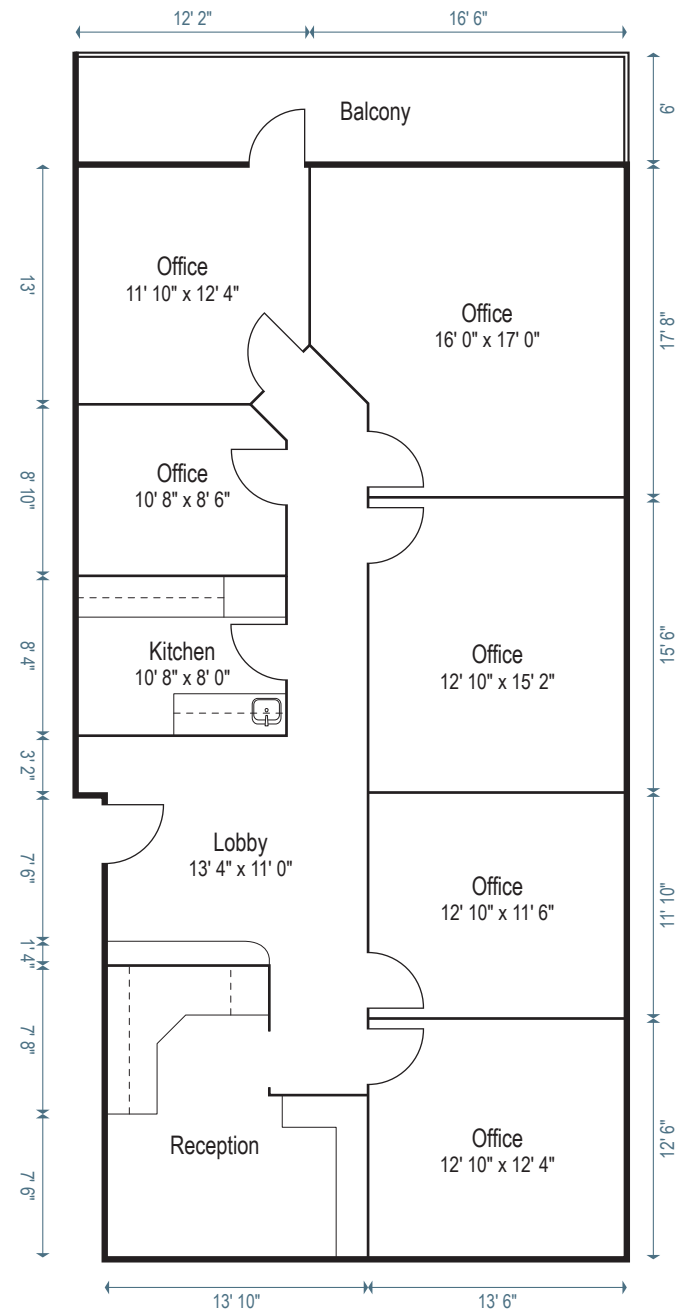 12' 2"
16' 6"
Balcony
6'
13'
Office
11' 10" x 12' 4"
Office
16' 0" x 17' 0"
17' 8"
8' 10"
Office
10' 8" x 8' 6"
8' 4"
Kitchen
10' 8" x 8' 0"
Office
12' 10" x 15' 2"
15' 6"
3' 2"
7' 6"
Lobby
13' 4" x 11' 0"
Office
12' 10" x 11' 6"
11' 10"
1' 4"
7' 8"
Reception
Office
12' 10" x 12' 4"
12' 6"
7' 6"
13' 10"
13' 6"